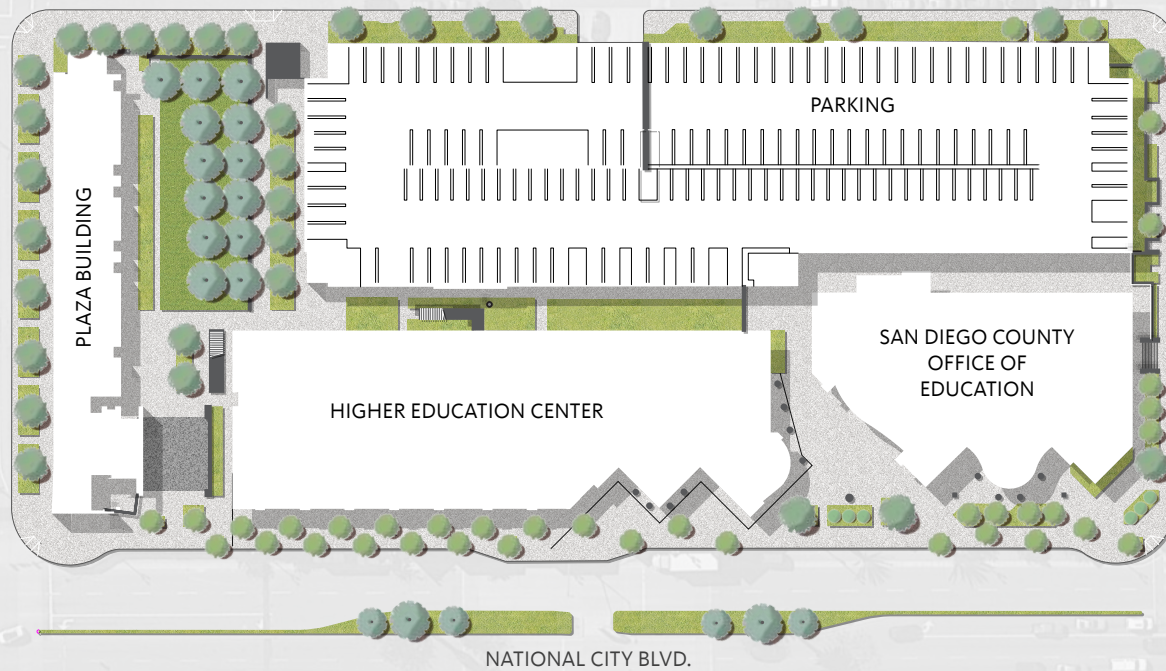 PARKING
PLAZA BUILDING
SAN DIEGO COUNTY
OFFICE OF
EDUCATION
HIGHER EDUCATION CENTER
NATIONAL CITY BLVD.